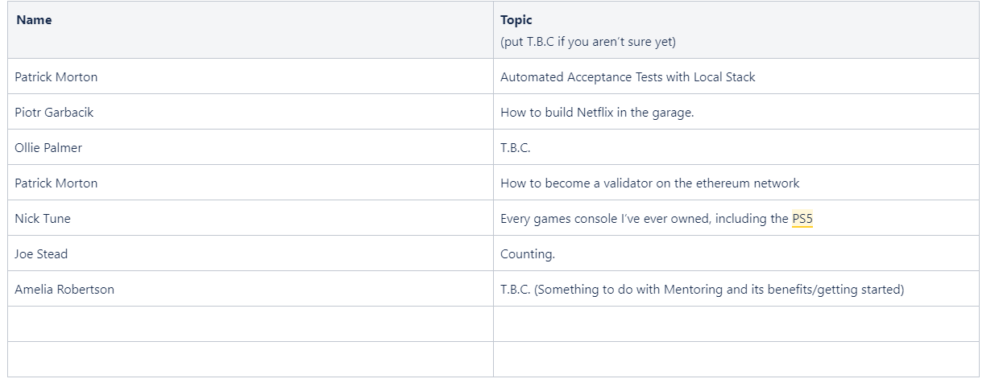 Name Topic
(put T.B.C if you aren't sure yet)
Patrick Morton Automated Acceptance Tests with Local Stack
Piotr Garbacik How to build Netflix in the garage.
Ollie Palmer T.B.C.
Patrick Morton How to become a validator on the ethereum network
Nick Tune Every games console I've ever owned, including the PS5
Joe Stead Counting.
Amelia Robertson T.B.C. (Something to do with Mentoring and its benefits/getting started)